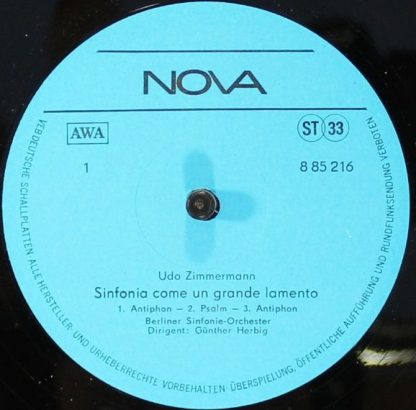 NOVA
AWA
ST 33
1
8 85 216
Udo Zimmermann
Sinfonia come un grande lamento
1. Antiphon — 2. Psalm — 3. Antiphon
Berliner Sinfonie-Orchester
Dirigent: Günther Herbig
VEB DEUTSCHE SCHALLPLATTEN · ALLE HERSTELLER- UND URHEBERRECHTE VORBEHALTEN · ÜBERSPIELUNG, ÖFFENTLICHE AUFFÜHRUNG UND RUNDFUNKSENDUNG VERBOTEN